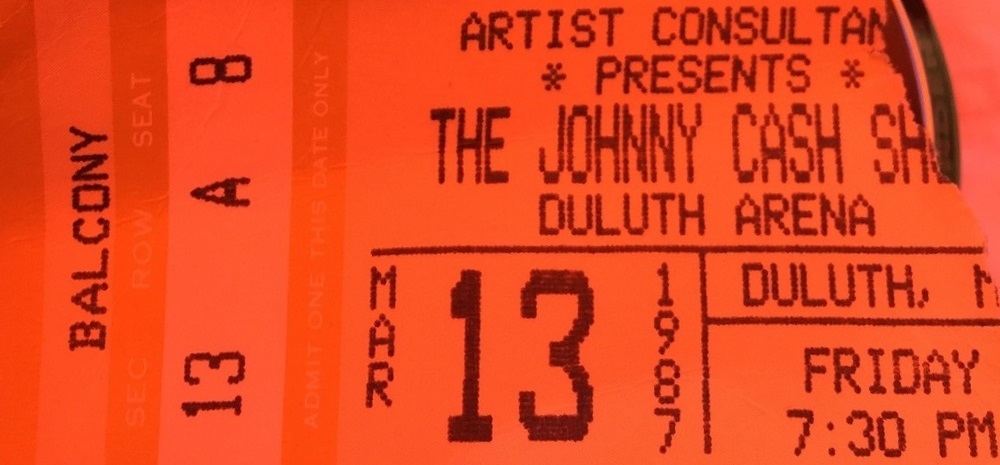 BALCONY
SEC ROW SEAT
13 A 8
ADMIT ONE THIS DATE ONLY
ARTIST CONSULTAN
* PRESENTS *
THE JOHNNY CASH SH
DULUTH ARENA
MAR 13 1987
DULUTH,
FRIDAY
7:30 PM